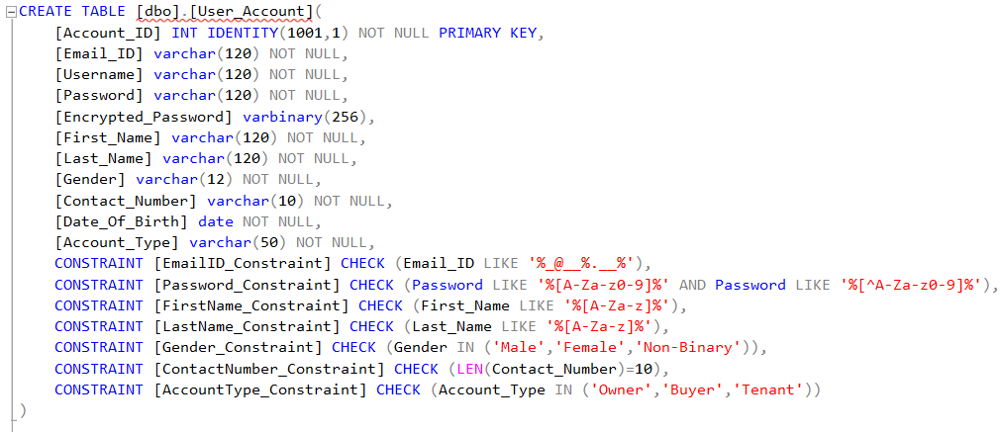 CREATE TABLE [dbo].[User_Account](
[Account_ID] INT IDENTITY(1001,1) NOT NULL PRIMARY KEY,
[Email_ID] varchar(120) NOT NULL,
[Username] varchar(120) NOT NULL,
[Password] varchar(120) NOT NULL,
[Encrypted_Password] varbinary(256),
[First_Name] varchar(120) NOT NULL,
[Last_Name] varchar(120) NOT NULL,
[Gender] varchar(12) NOT NULL,
[Contact_Number] varchar(10) NOT NULL,
[Date_Of_Birth] date NOT NULL,
[Account_Type] varchar(50) NOT NULL,
CONSTRAINT [EmailID_Constraint] CHECK (Email_ID LIKE '%_@__%.__%'),
CONSTRAINT [Password_Constraint] CHECK (Password LIKE '%[A-Za-z0-9]%' AND Password LIKE '%[^A-Za-z0-9]%'),
CONSTRAINT [FirstName_Constraint] CHECK (First_Name LIKE '%[A-Za-z]%'),
CONSTRAINT [LastName_Constraint] CHECK (Last_Name LIKE '%[A-Za-z]%'),
CONSTRAINT [Gender_Constraint] CHECK (Gender IN ('Male','Female','Non-Binary')),
CONSTRAINT [ContactNumber_Constraint] CHECK (LEN(Contact_Number)=10),
CONSTRAINT [AccountType_Constraint] CHECK (Account_Type IN ('Owner','Buyer','Tenant'))
)